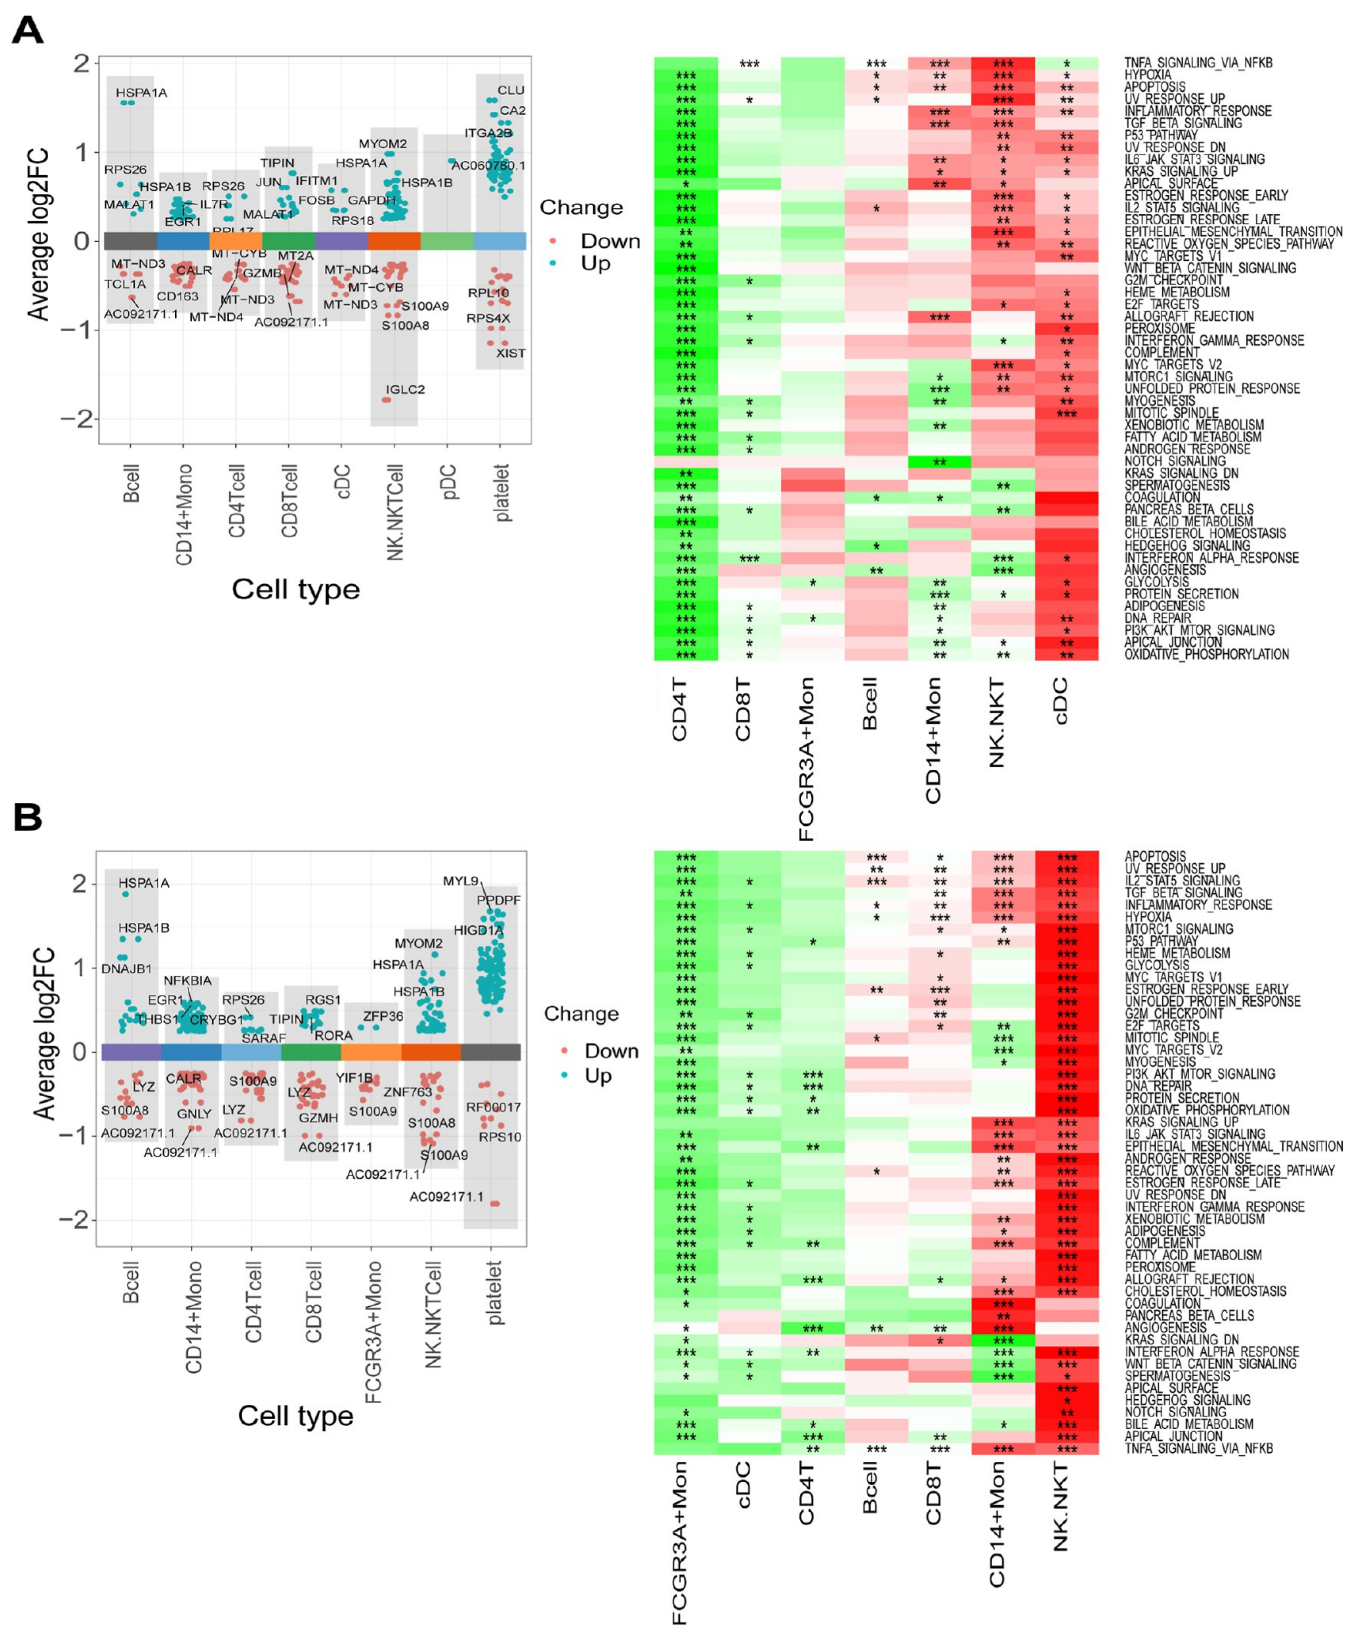 A
2
1
0
−1
−2
Average log2FC
HSPA1A
RPS26
MALAT1
HSPA1B
IL7R
EGR1
RPS26
RPL17
TIPIN
JUN
IFITM1
MALAT1
FOSB
HSPA1A
GAPDH
RPS18
MYOM2
HSPA1B
CLU
CA2
ITGA2B
AC060780.1
MT−ND3
TCL1A
AC092171.1
CALR
CD163
MT−CYB
GZMB
MT−ND3
MT−ND4
MT2A
AC092171.1
MT−ND4
MT−CYB
MT−ND3
S100A9
S100A8
IGLC2
RPL10
RPS4X
XIST
Bcell
CD14+Mono
CD4Tcell
CD8Tcell
cDC
NK.NKTCell
pDC
platelet
Cell type
Change
Down
Up
TNFA_SIGNALING_VIA_NFKB
HYPOXIA
APOPTOSIS
UV_RESPONSE_UP
INFLAMMATORY_RESPONSE
TGF_BETA_SIGNALING
P53_PATHWAY
UV_RESPONSE_DN
IL6_JAK_STAT3_SIGNALING
KRAS_SIGNALING_UP
APICAL_SURFACE
ESTROGEN_RESPONSE_EARLY
IL2_STAT5_SIGNALING
ESTROGEN_RESPONSE_LATE
EPITHELIAL_MESENCHYMAL_TRANSITION
REACTIVE_OXYGEN_SPECIES_PATHWAY
MYC_TARGETS_V1
WNT_BETA_CATENIN_SIGNALING
G2M_CHECKPOINT
HEME_METABOLISM
E2F_TARGETS
ALLOGRAFT_REJECTION
PEROXISOME
INTERFERON_GAMMA_RESPONSE
COMPLEMENT
MYC_TARGETS_V2
MTORC1_SIGNALING
UNFOLDED_PROTEIN_RESPONSE
MYOGENESIS
MITOTIC_SPINDLE
XENOBIOTIC_METABOLISM
FATTY_ACID_METABOLISM
ANDROGEN_RESPONSE
NOTCH_SIGNALING
KRAS_SIGNALING_DN
SPERMATOGENESIS
COAGULATION
PANCREAS_BETA_CELLS
BILE_ACID_METABOLISM
CHOLESTEROL_HOMEOSTASIS
HEDGEHOG_SIGNALING
INTERFERON_ALPHA_RESPONSE
ANGIOGENESIS
GLYCOLYSIS
PROTEIN_SECRETION
ADIPOGENESIS
DNA_REPAIR
PI3K_AKT_MTOR_SIGNALING
APICAL_JUNCTION
OXIDATIVE_PHOSPHORYLATION
CD4T
CD8T
FCGR3A+Mon
Bcell
CD14+Mon
NK.NKT
cDC
B
2
1
0
−1
−2
Average log2FC
HSPA1A
HSPA1B
DNAJB1
NFKBIA
EGR1
THBS1
CRYBG1
RPS26
SARAF
RGS1
TIPIN
RORA
ZFP36
MYOM2
HSPA1A
HSPA1B
MYL9
PPDPF
HIGD1A
LYZ
S100A8
AC092171.1
CALR
GNLY
AC092171.1
S100A9
LYZ
AC092171.1
LYZ
GZMH
AC092171.1
YIF1B
S100A9
AC092171.1
ZNF763
S100A8
S100A9
AC092171.1
RF00017
RPS10
Bcell
CD14+Mono
CD4Tcell
CD8Tcell
FCGR3A+Mono
NK.NKTCell
platelet
Cell type
Change
Down
Up
APOPTOSIS
UV_RESPONSE_UP
IL2_STAT5_SIGNALING
TGF_BETA_SIGNALING
INFLAMMATORY_RESPONSE
HYPOXIA
MTORC1_SIGNALING
P53_PATHWAY
HEME_METABOLISM
GLYCOLYSIS
MYC_TARGETS_V1
ESTROGEN_RESPONSE_EARLY
UNFOLDED_PROTEIN_RESPONSE
G2M_CHECKPOINT
E2F_TARGETS
MITOTIC_SPINDLE
MYC_TARGETS_V2
MYOGENESIS
PI3K_AKT_MTOR_SIGNALING
DNA_REPAIR
PROTEIN_SECRETION
OXIDATIVE_PHOSPHORYLATION
KRAS_SIGNALING_UP
IL6_JAK_STAT3_SIGNALING
EPITHELIAL_MESENCHYMAL_TRANSITION
ANDROGEN_RESPONSE
REACTIVE_OXYGEN_SPECIES_PATHWAY
ESTROGEN_RESPONSE_LATE
UV_RESPONSE_DN
INTERFERON_GAMMA_RESPONSE
XENOBIOTIC_METABOLISM
ADIPOGENESIS
COMPLEMENT
FATTY_ACID_METABOLISM
PEROXISOME
ALLOGRAFT_REJECTION
CHOLESTEROL_HOMEOSTASIS
COAGULATION
PANCREAS_BETA_CELLS
ANGIOGENESIS
KRAS_SIGNALING_DN
INTERFERON_ALPHA_RESPONSE
WNT_BETA_CATENIN_SIGNALING
SPERMATOGENESIS
APICAL_SURFACE
HEDGEHOG_SIGNALING
NOTCH_SIGNALING
BILE_ACID_METABOLISM
APICAL_JUNCTION
TNFA_SIGNALING_VIA_NFKB
FCGR3A+Mon
cDC
CD4T
Bcell
CD8T
CD14+Mon
NK.NKT